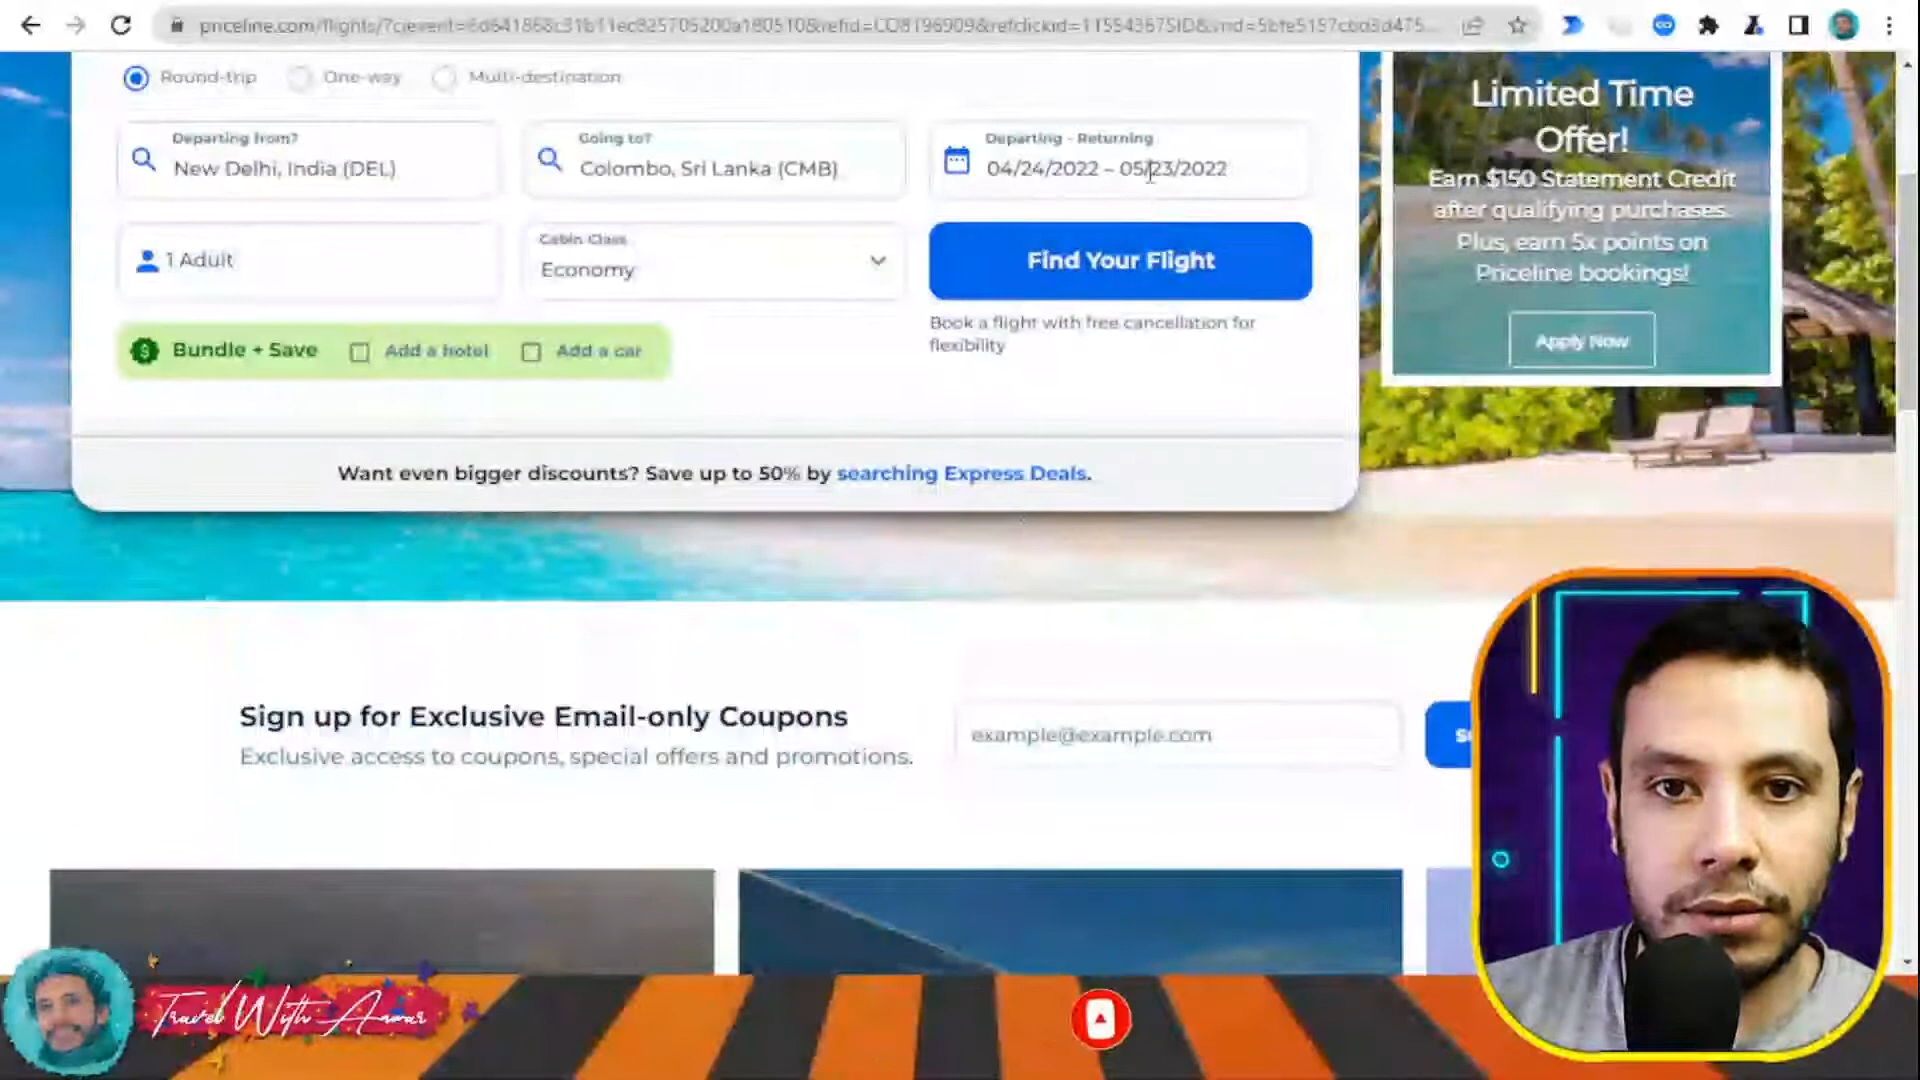 Round-trip
One-way
Multi-destination
Departing from?
New Delhi, India (DEL)
Going to?
Colombo, Sri Lanka (CMB)
Departing - Returning
04/24/2022 – 05/23/2022
1 Adult
Cabin Class
Economy
Find Your Flight
Book a flight with free cancellation for
flexibility
Bundle + Save
Add a hotel
Add a car
Want even bigger discounts? Save up to 50% by searching Express Deals.
Limited Time
Offer!
Earn $150 Statement Credit
after qualifying purchases.
Plus, earn 5x points on
Priceline bookings!
Apply Now
Sign up for Exclusive Email-only Coupons
Exclusive access to coupons, special offers and promotions.
example@example.com
Travel With Anwar